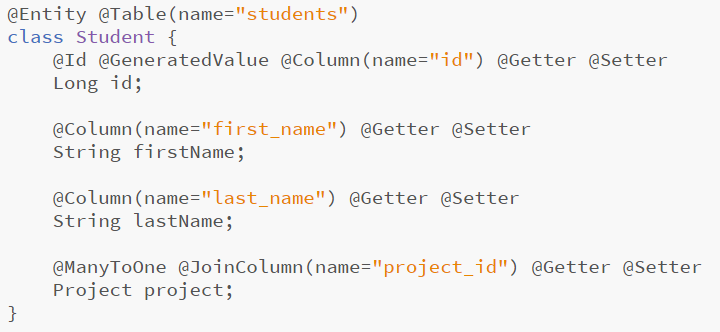 @Entity @Table(name="students")
class Student {
    @Id @GeneratedValue @Column(name="id") @Getter @Setter
    Long id;

    @Column(name="first_name") @Getter @Setter
    String firstName;

    @Column(name="last_name") @Getter @Setter
    String lastName;

    @ManyToOne @JoinColumn(name="project_id") @Getter @Setter
    Project project;
}